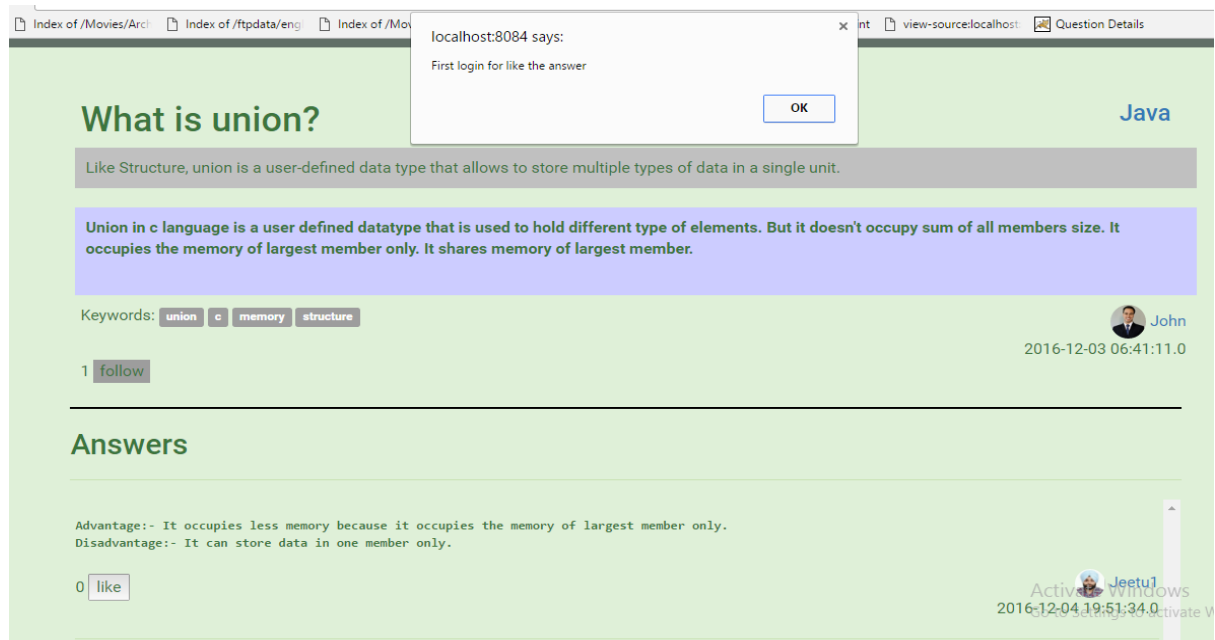 Index of /Movies/Arch Index of /ftpdata/eng Index of /Mov nt view-source:localhost: Question Details
localhost:8084 says:
First login for like the answer
OK
What is union?
Java
Like Structure, union is a user-defined data type that allows to store multiple types of data in a single unit.
Union in c language is a user defined datatype that is used to hold different type of elements. But it doesn't occupy sum of all members size. It
occupies the memory of largest member only. It shares memory of largest member.
Keywords: union c memory structure
John
2016-12-03 06:41:11.0
1 follow
Answers
Advantage:- It occupies less memory because it occupies the memory of largest member only.
Disadvantage:- It can store data in one member only.
0 like
Jeetu1
Activate Windows
2016-12-04 19:51:34.0
Go to Settings to activate W